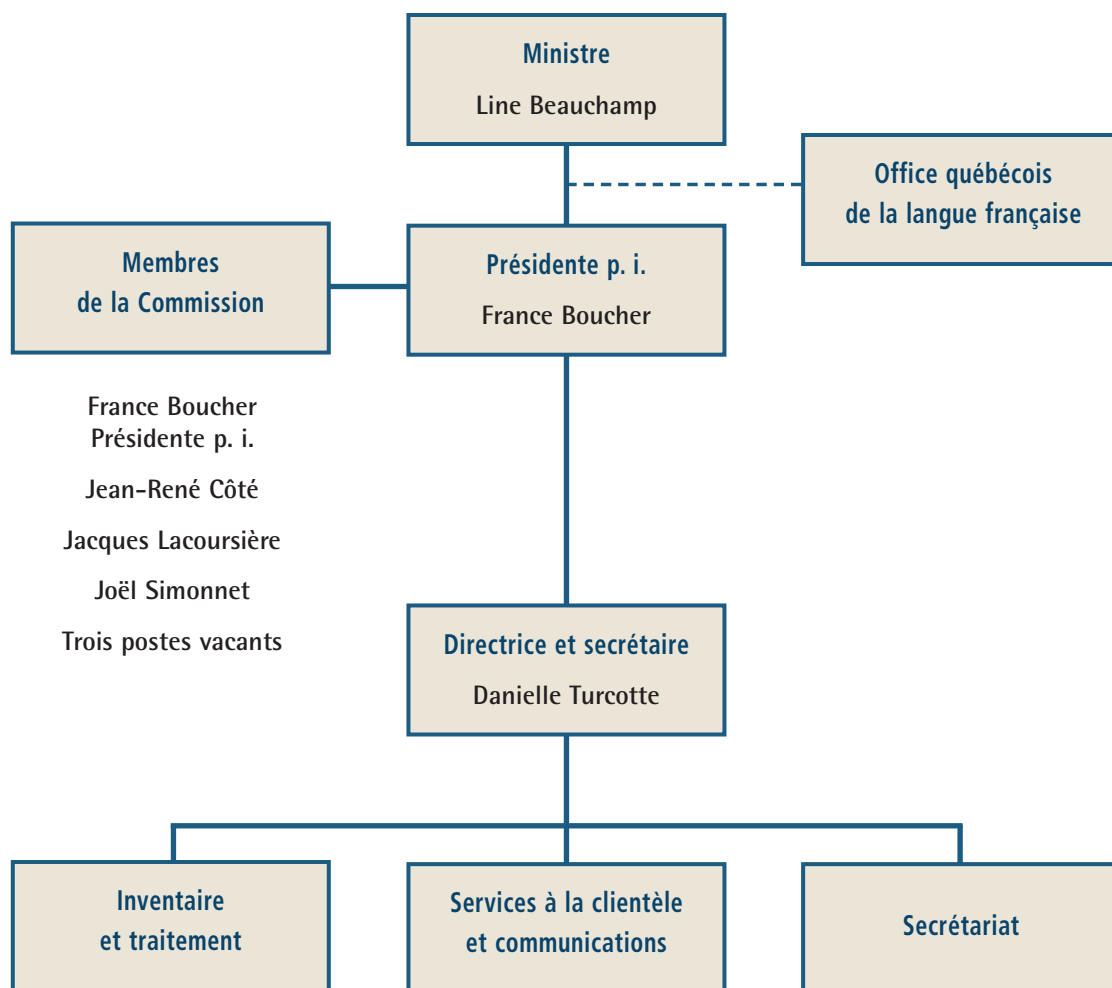 Ministre
Line Beauchamp
Office québécois
de la langue française
Membres
de la Commission
Présidente p. i.
France Boucher
France Boucher
Présidente p. i.
Jean-René Côté
Jacques Lacoursière
Joël Simonnet
Trois postes vacants
Directrice et secrétaire
Danielle Turcotte
Inventaire
et traitement
Services à la clientèle
et communications
Secrétariat